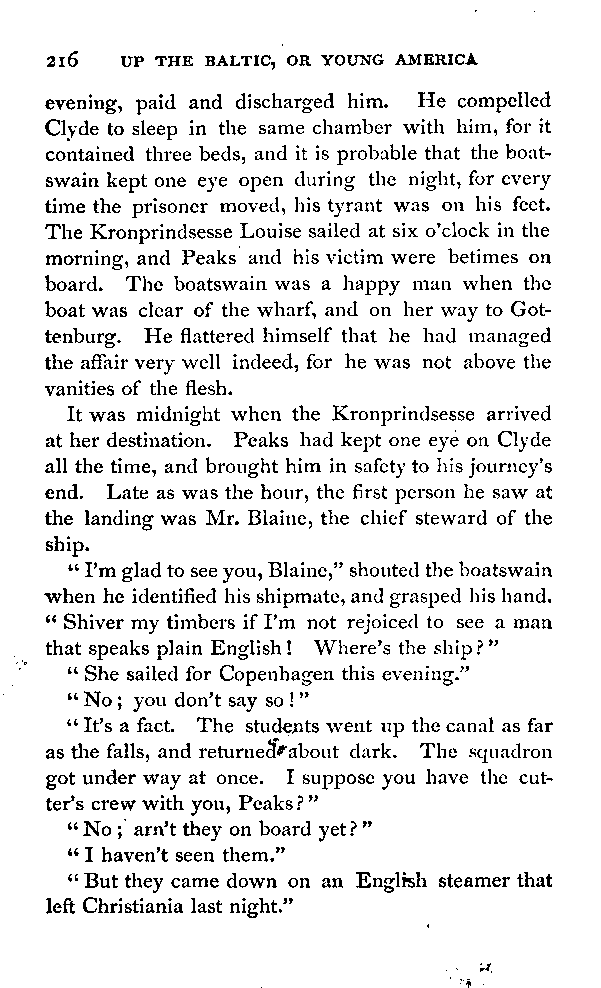 216 UP THE BALTIC, OR YOUNG AMERICA
evening, paid and discharged him. He compelled
Clyde to sleep in the same chamber with him, for it
contained three beds, and it is probable that the boat-
swain kept one eye open during the night, for every
time the prisoner moved, his tyrant was on his feet.
The Kronprindsesse Louise sailed at six o'clock in the
morning, and Peaks and his victim were betimes on
board. The boatswain was a happy man when the
boat was clear of the wharf, and on her way to Got-
tenburg. He flattered himself that he had managed
the affair very well indeed, for he was not above the
vanities of the flesh.
It was midnight when the Kronprindsesse arrived
at her destination. Peaks had kept one eye on Clyde
all the time, and brought him in safety to his journey's
end. Late as was the hour, the first person he saw at
the landing was Mr. Blaine, the chief steward of the
ship.
"I'm glad to see you, Blaine," shouted the boatswain
when he identified his shipmate, and grasped his hand.
"Shiver my timbers if I'm not rejoiced to see a man
that speaks plain English! Where's the ship?"
"She sailed for Copenhagen this evening."
"No; you don't say so!"
"It's a fact. The students went up the canal as far
as the falls, and returned about dark. The squadron
got under way at once. I suppose you have the cut-
ter's crew with you, Peaks?"
"No; arn't they on board yet?"
"I haven't seen them."
"But they came down on an English steamer that
left Christiania last night."